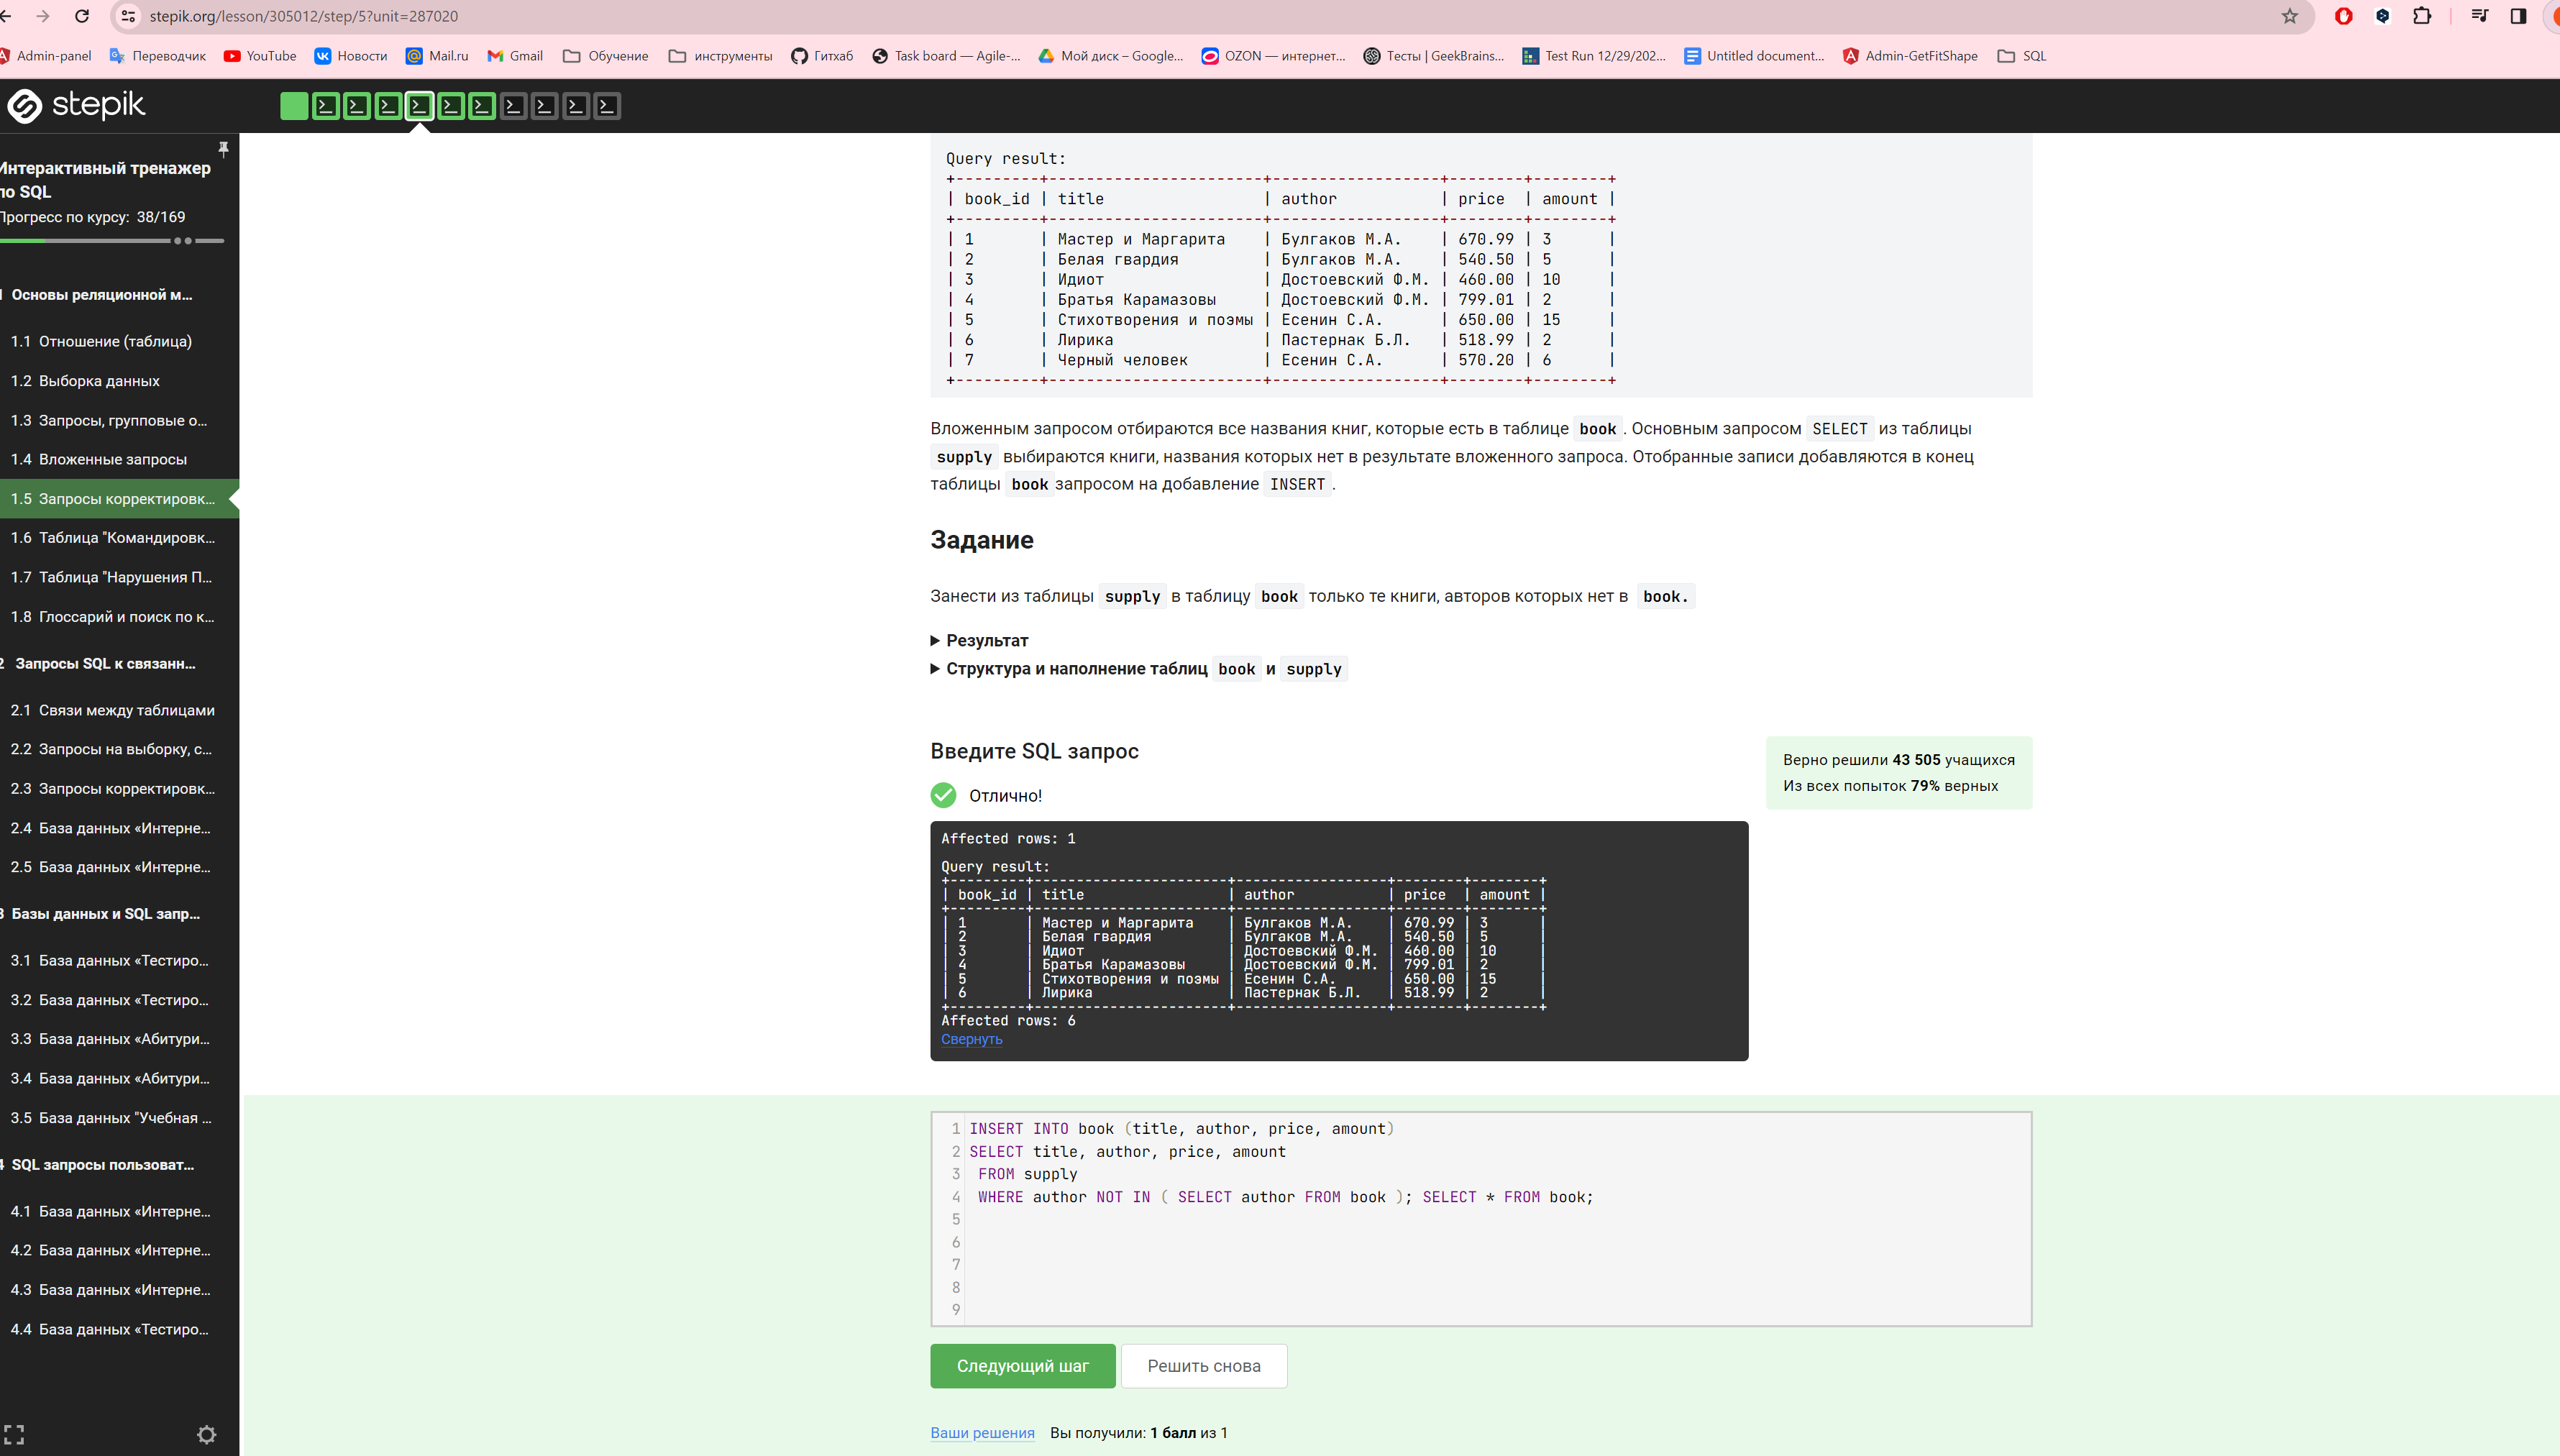 stepik.org/lesson/305012/step/5?unit=287020
Admin-panel Переводчик YouTube Новости Mail.ru Gmail Обучение инструменты Гитхаб Task board — Agile-... Мой диск – Google... OZON — интернет... Тесты | GeekBrains... Test Run 12/29/202... Untitled document... Admin-GetFitShape SQL
stepik
Интерактивный тренажер
по SQL
Прогресс по курсу: 38/169
Основы реляционной м...
1.1 Отношение (таблица)
1.2 Выборка данных
1.3 Запросы, групповые о...
1.4 Вложенные запросы
1.5 Запросы корректировк...
1.6 Таблица "Командировк...
1.7 Таблица "Нарушения П...
1.8 Глоссарий и поиск по к...
2 Запросы SQL к связанн...
2.1 Связи между таблицами
2.2 Запросы на выборку, с...
2.3 Запросы корректировк...
2.4 База данных «Интерне...
2.5 База данных «Интерне...
3 Базы данных и SQL запр...
3.1 База данных «Тестиро...
3.2 База данных «Тестиро...
3.3 База данных «Абитури...
3.4 База данных «Абитури...
3.5 База данных "Учебная ...
4 SQL запросы пользоват...
4.1 База данных «Интерне...
4.2 База данных «Интерне...
4.3 База данных «Интерне...
4.4 База данных «Тестиро...
Query result:
+---------+-----------------------+------------------+--------+--------+
| book_id | title                 | author           | price  | amount |
+---------+-----------------------+------------------+--------+--------+
| 1       | Мастер и Маргарита    | Булгаков М.А.    | 670.99 | 3      |
| 2       | Белая гвардия         | Булгаков М.А.    | 540.50 | 5      |
| 3       | Идиот                 | Достоевский Ф.М. | 460.00 | 10     |
| 4       | Братья Карамазовы     | Достоевский Ф.М. | 799.01 | 2      |
| 5       | Стихотворения и поэмы | Есенин С.А.      | 650.00 | 15     |
| 6       | Лирика                | Пастернак Б.Л.   | 518.99 | 2      |
| 7       | Черный человек        | Есенин С.А.      | 570.20 | 6      |
+---------+-----------------------+------------------+--------+--------+
Вложенным запросом отбираются все названия книг, которые есть в таблице book . Основным запросом SELECT из таблицы
supply выбираются книги, названия которых нет в результате вложенного запроса. Отобранные записи добавляются в конец
таблицы book запросом на добавление INSERT .
Задание
Занести из таблицы supply в таблицу book только те книги, авторов которых нет в book.
Результат
Структура и наполнение таблиц book и supply
Введите SQL запрос
Отлично!
Верно решили 43 505 учащихся
Из всех попыток 79% верных
Affected rows: 1
Query result:
+---------+-----------------------+------------------+--------+--------+
| book_id | title                 | author           | price  | amount |
+---------+-----------------------+------------------+--------+--------+
| 1       | Мастер и Маргарита    | Булгаков М.А.    | 670.99 | 3      |
| 2       | Белая гвардия         | Булгаков М.А.    | 540.50 | 5      |
| 3       | Идиот                 | Достоевский Ф.М. | 460.00 | 10     |
| 4       | Братья Карамазовы     | Достоевский Ф.М. | 799.01 | 2      |
| 5       | Стихотворения и поэмы | Есенин С.А.      | 650.00 | 15     |
| 6       | Лирика                | Пастернак Б.Л.   | 518.99 | 2      |
+---------+-----------------------+------------------+--------+--------+
Affected rows: 6
Свернуть
1 INSERT INTO book (title, author, price, amount)
2 SELECT title, author, price, amount
3 FROM supply
4 WHERE author NOT IN ( SELECT author FROM book ); SELECT * FROM book;
5
6
7
8
9
Следующий шаг Решить снова
Ваши решения Вы получили: 1 балл из 1